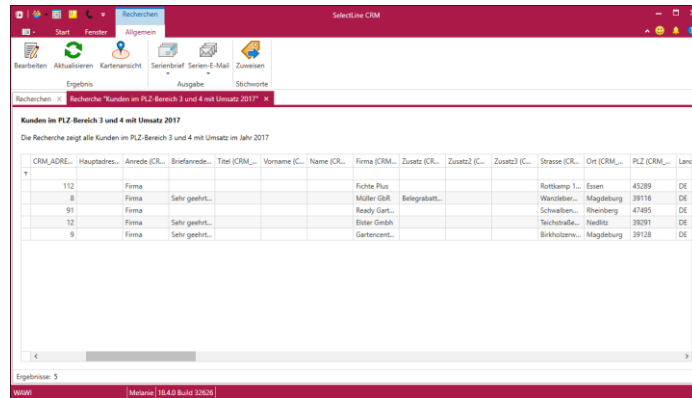 Recherchen SelectLine CRM
Start Fenster Allgemein
Bearbeiten Aktualisieren Kartenansicht Serienbrief Serien-E-Mail Zuweisen
Ergebnis Ausgabe Stichworte
Recherchen × Recherche "Kunden im PLZ-Bereich 3 und 4 mit Umsatz 2017" ×
Kunden im PLZ-Bereich 3 und 4 mit Umsatz 2017
Die Recherche zeigt alle Kunden im PLZ-Bereich 3 und 4 mit Umsatz im Jahr 2017
CRM_ADRE... Hauptadres... Anrede (CR... Briefanrede... Titel (CRM_... Vorname (C... Name (CR... Firma (CRM... Zusatz (CR... Zusatz2 (C... Zusatz3 (C... Strasse (CR... Ort (CRM_... PLZ (CRM_... Land
112 Firma Fichte Plus Rottkamp 1... Essen 45289 DE
8 Firma Sehr geehrt... Müller GbR Belegrabatt... Wanzleber... Magdeburg 39116 DE
91 Firma Ready Gart... Schwalben... Rheinberg 47495 DE
12 Firma Sehr geehrt... Elster Gmbh Teichstraße... Nedlitz 39291 DE
9 Firma Sehr geehrt... Gartencent... Birkholzerw... Magdeburg 39128 DE
Ergebnisse: 5
WAWI Melanie 18.4.0 Build 32626